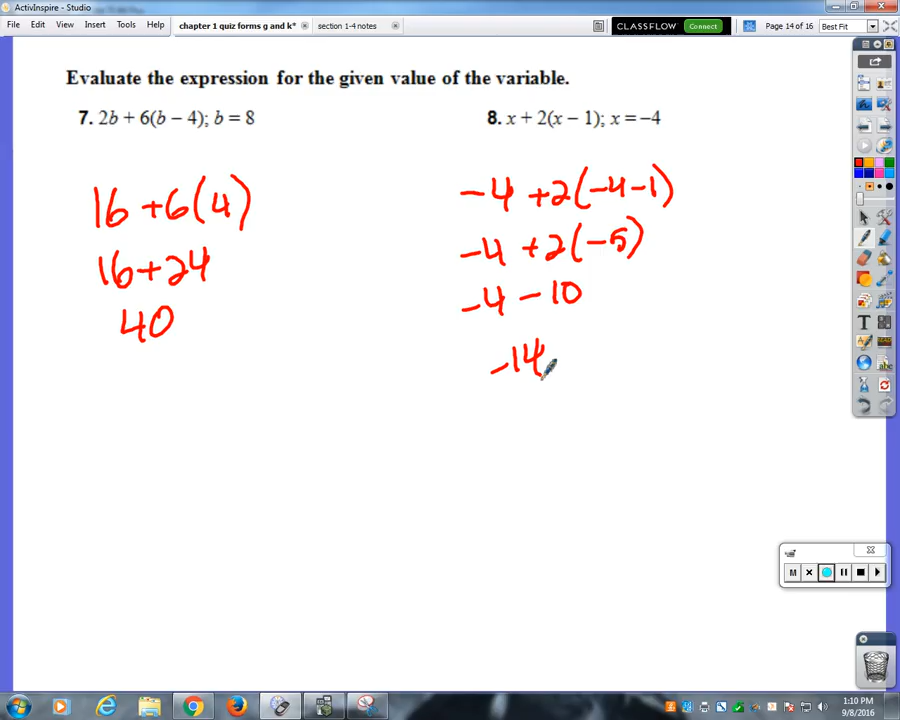 ActivInspire - Studio
File Edit View Insert Tools Help
chapter 1 quiz forms g and k*
section 1-4 notes
CLASSFLOW Connect
Page 14 of 16
Best Fit
Evaluate the expression for the given value of the variable.
7. 2b + 6(b − 4); b = 8
8. x + 2(x − 1); x = −4
16 + 6(4)
16 + 24
40
-4 + 2(-4-1)
-4 + 2(-5)
-4 - 10
-14
M
1:10 PM
9/8/2016